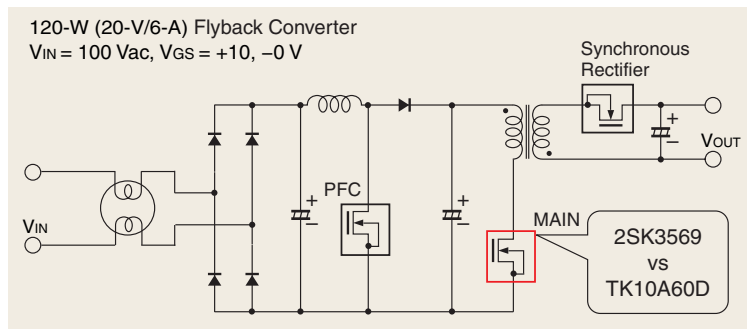 120-W (20-V/6-A) Flyback Converter
VIN = 100 Vac, VGS = +10, −0 V
Synchronous
Rectifier
+
−
VOUT
PFC
+
−
+
−
MAIN
VIN
2SK3569
vs
TK10A60D